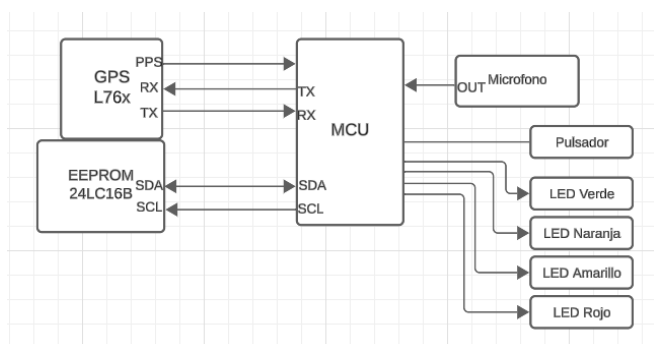 GPS
L76x
PPS
RX
TX
EEPROM
24LC16B
SDA
SCL
MCU
TX
RX
SDA
SCL
OUT
Microfono
Pulsador
LED Verde
LED Naranja
LED Amarillo
LED Rojo